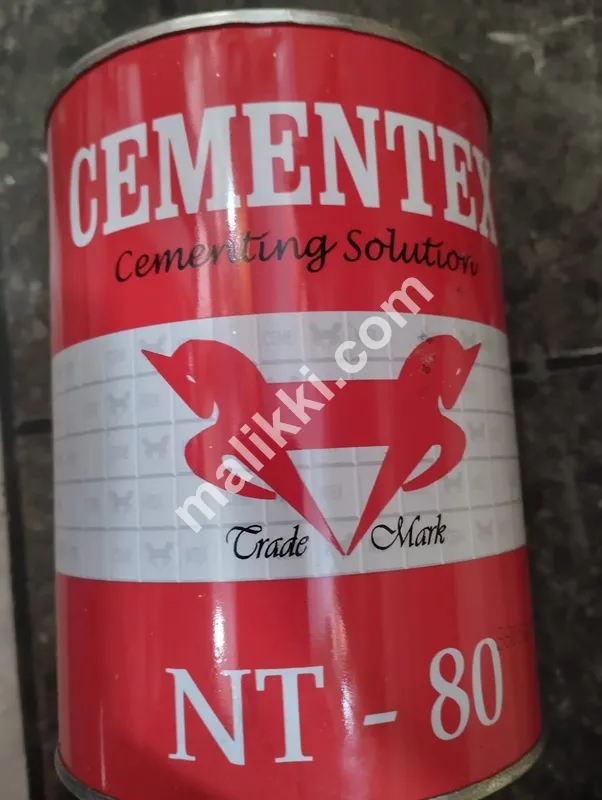 CEMENTEX
Cementing Solution
malikki.com
Trade Mark
NT - 80